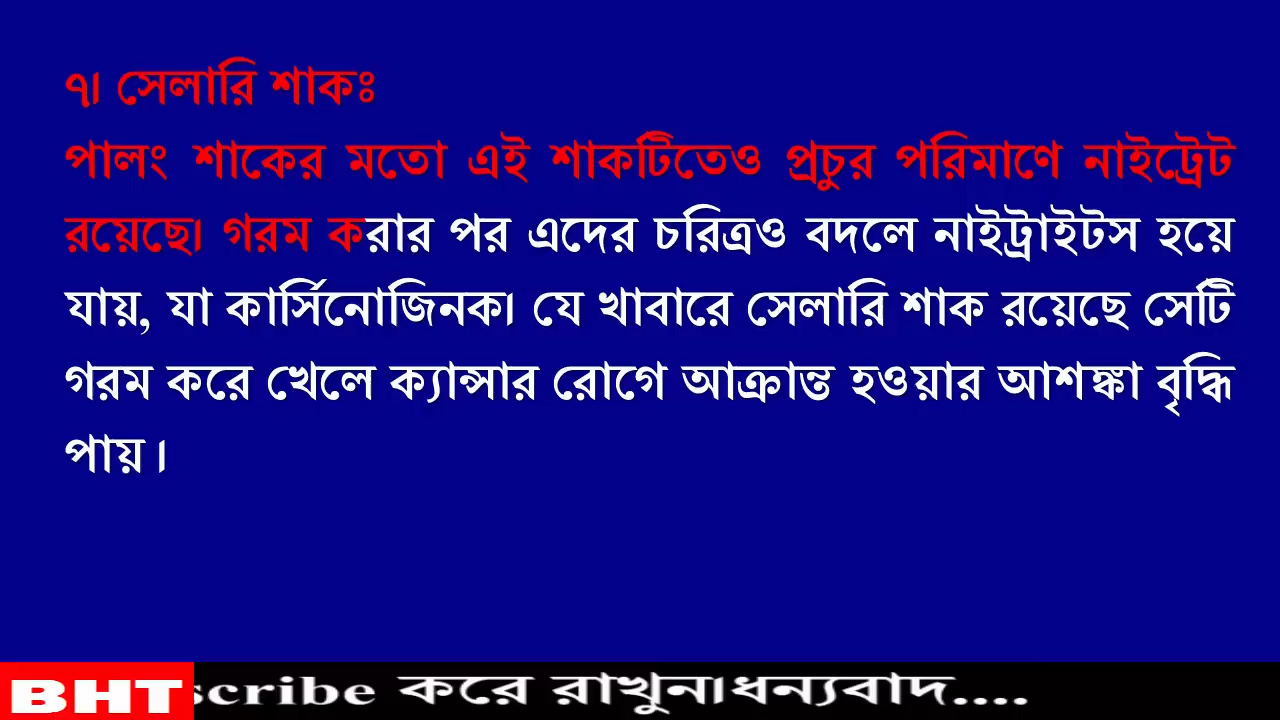 ৭। সেলারি শাকঃ
পালং শাকের মতো এই শাকটিতেও প্রচুর পরিমাণে নাইট্রেট
রয়েছে। গরম করার পর এদের চরিত্রও বদলে নাইট্রাইটস হয়ে
যায়, যা কার্সিনোজিনক। যে খাবারে সেলারি শাক রয়েছে সেটি
গরম করে খেলে ক্যান্সার রোগে আক্রান্ত হওয়ার আশঙ্কা বৃদ্ধি
পায়।
BHT scribe করে রাখুন।ধন্যবাদ....